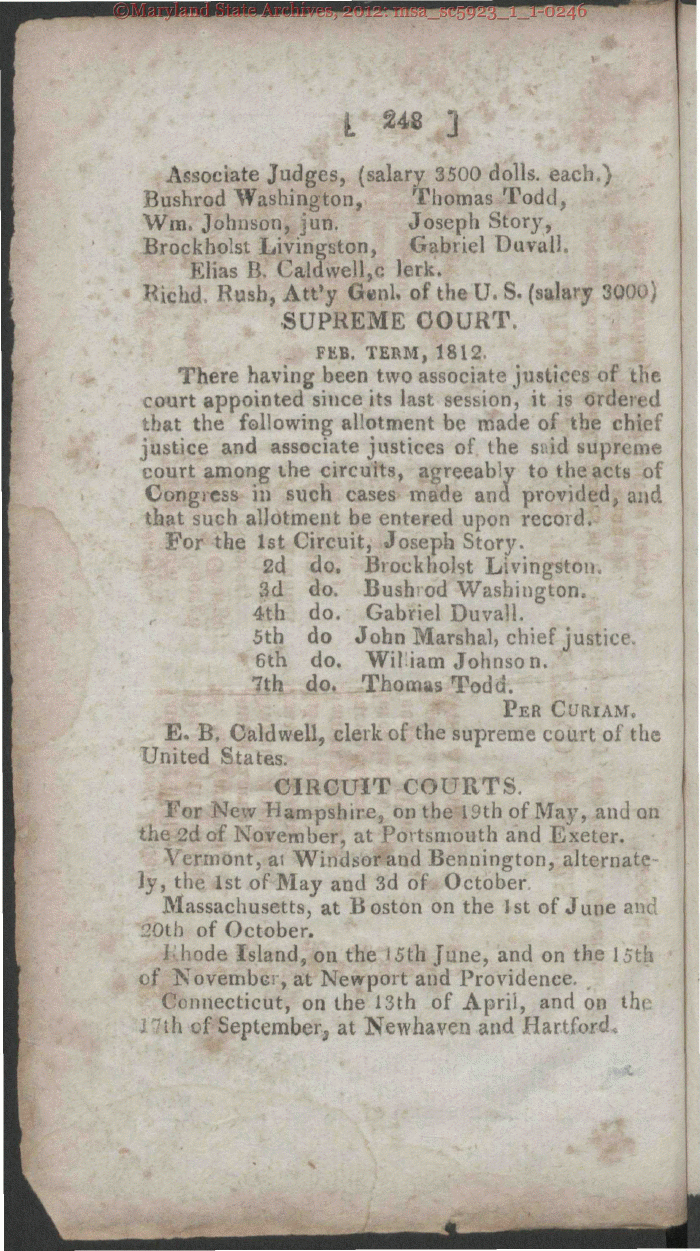 ©Maryland State Archives, 2012: msa_sc5923_1_1-0246
[ 248 ]
Associate Judges, (salary 3500 dolls. each.)
Bushrod Washington, Thomas Todd,
Wm. Johnson, jun. Joseph Story,
Brockholst Livingston, Gabriel Duvall.
Elias B. Caldwell,c lerk.
Richd. Rush, Att'y Genl. of the U. S. (salary 3000)
SUPREME COURT.
FEB. TERM, 1812.
There having been two associate justices of the
court appointed since its last session, it is ordered
that the following allotment be made of the chief
justice and associate justices of the said supreme
court among the circuits, agreeably to the acts of
Congress in such cases made and provided, and
that such allotment be entered upon record.
For the 1st Circuit, Joseph Story.
2d do. Brockholst Livingston.
3d do. Bushrod Washington.
4th do. Gabriel Duvall.
5th do John Marshal, chief justice.
6th do. William Johnson.
7th do. Thomas Todd.
PER CURIAM.
E. B. Caldwell, clerk of the supreme court of the
United States.
CIRCUIT COURTS.
For New Hampshire, on the 19th of May, and on
the 2d of November, at Portsmouth and Exeter.
Vermont, at Windsor and Bennington, alternate-
ly, the 1st of May and 3d of October.
Massachusetts, at Boston on the 1st of June and
20th of October.
Rhode Island, on the 15th June, and on the 15th
of November, at Newport and Providence.
Connecticut, on the 13th of April, and on the
17th of September, at Newhaven and Hartford.